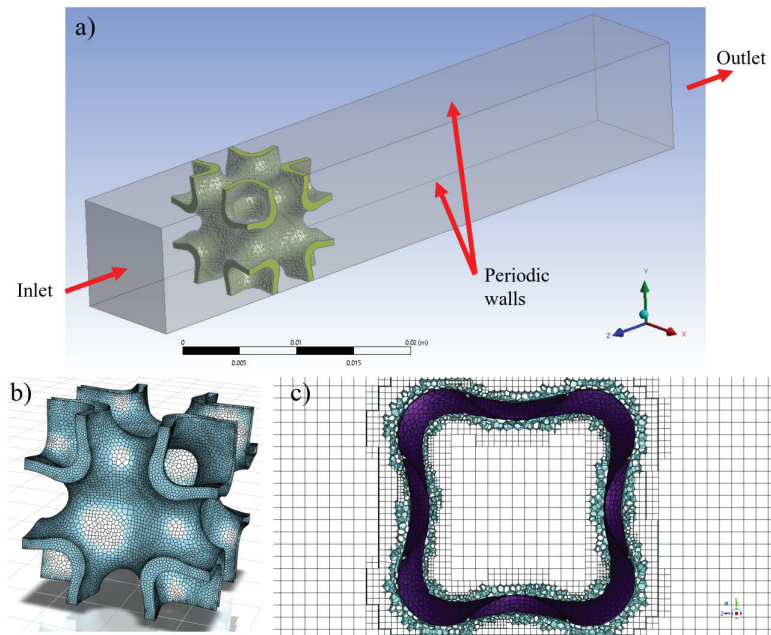 a)
Outlet
Inlet
Periodic
walls
Y
Z
X
0
0.01
0.02 (m)
0.005
0.015
b)
c)